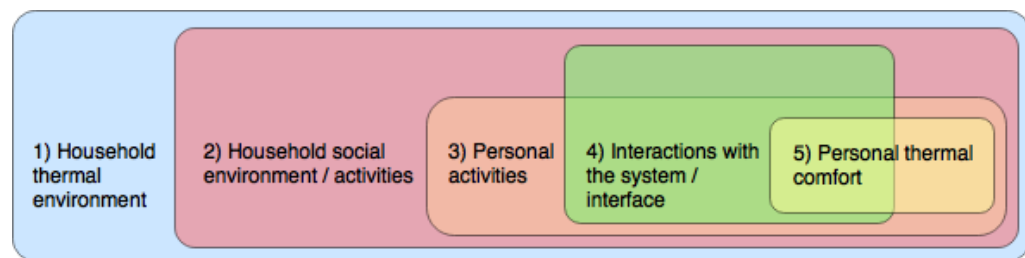 1) Household
thermal
environment
2) Household social
environment / activities
3) Personal
activities
4) Interactions with
the system /
interface
5) Personal thermal
comfort